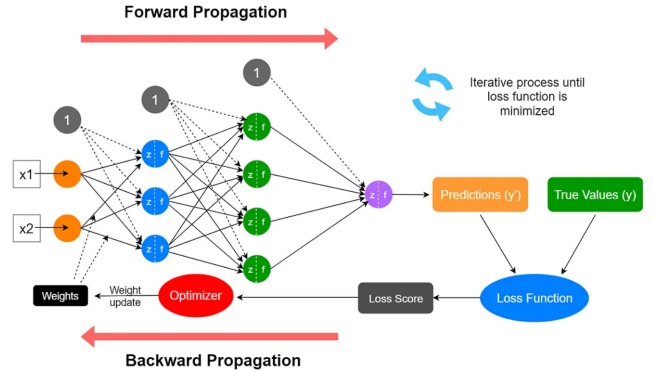 Forward Propagation
1
1
1
Iterative process until
loss function is
minimized
x1
x2
z f
z f
z f
z f
z f
z f
z f
z f
Predictions (y')
True Values (y)
Weights
Weight
update
Optimizer
Loss Score
Loss Function
Backward Propagation